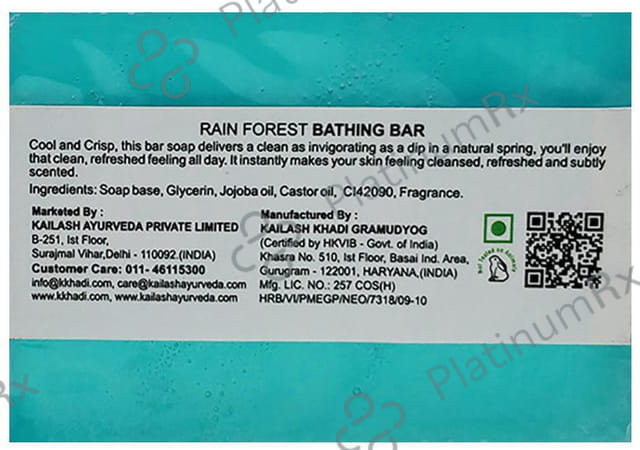 RAIN FOREST BATHING BAR
Cool and Crisp, this bar soap delivers a clean as invigorating as a dip in a natural spring, you'll enjoy
that clean, refreshed feeling all day. It instantly makes your skin feeling cleansed, refreshed and subtly
scented.
Ingredients: Soap base, Glycerin, Jojoba oil, Castor oil, CI42090, Fragrance.
Marketed By :
KAILASH AYURVEDA PRIVATE LIMITED
B-251, Ist Floor,
Surajmal Vihar,Delhi - 110092.(INDIA)
Customer Care: 011- 46115300
info@kkhadi.com, care@kailashayurveda.com
www.kkhadi.com, www.kailashayurveda.com
Manufactured By :
KAILASH KHADI GRAMUDYOG
(Certified by HKVIB - Govt. of India)
Khasra No. 510, Ist Floor, Basai Ind. Area,
Gurugram - 122001, HARYANA,(INDIA)
Mfg. LIC. NO.: 257 COS(H)
HRB/VI/PMEGP/NEO/7318/09-10
Not Tested on Animals
PlatinumRx
PlatinumRx
PlatinumRx